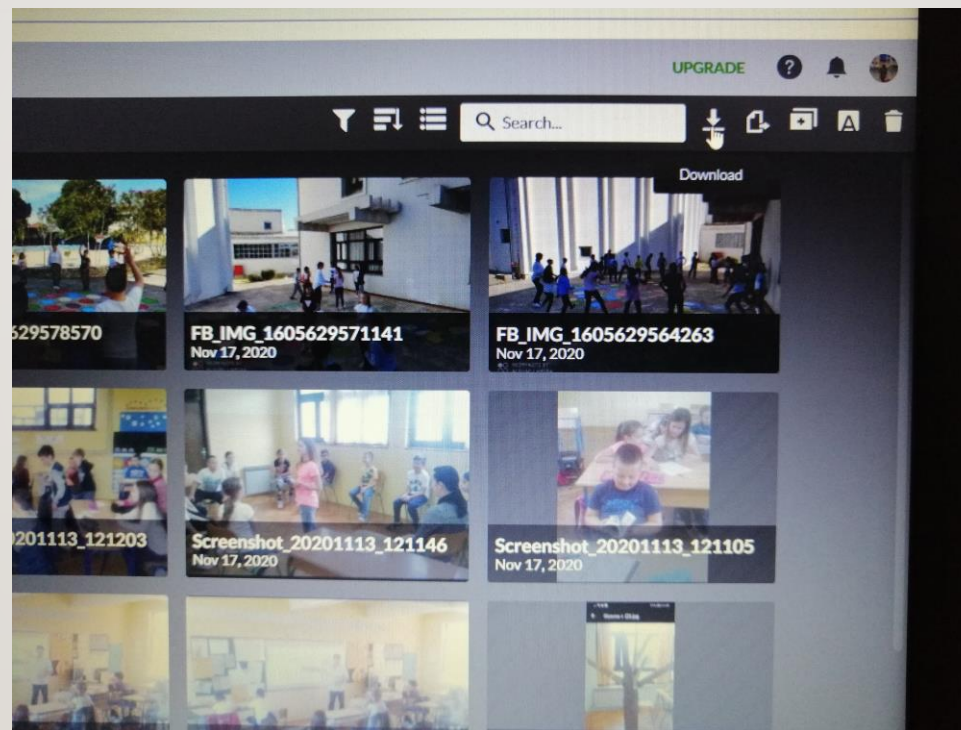 UPGRADE
?
Search...
A
Download
629578570
FB_IMG_1605629571141
Nov 17, 2020
FB_IMG_1605629564263
Nov 17, 2020
201113_121203
Screenshot_20201113_121146
Nov 17, 2020
Screenshot_20201113_121105
Nov 17, 2020